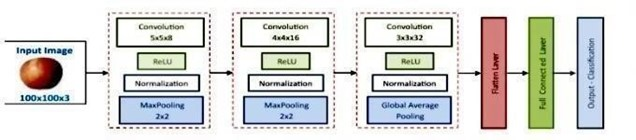 Input Image
100x100x3
Convolution
5x5x8
ReLU
Normalization
MaxPooling
2x2
Convolution
4x4x16
ReLU
Normalization
MaxPooling
2x2
Convolution
3x3x32
ReLU
Normalization
Global Average
Pooling
Flatten Layer
Full Connected Layer
Output - Classification